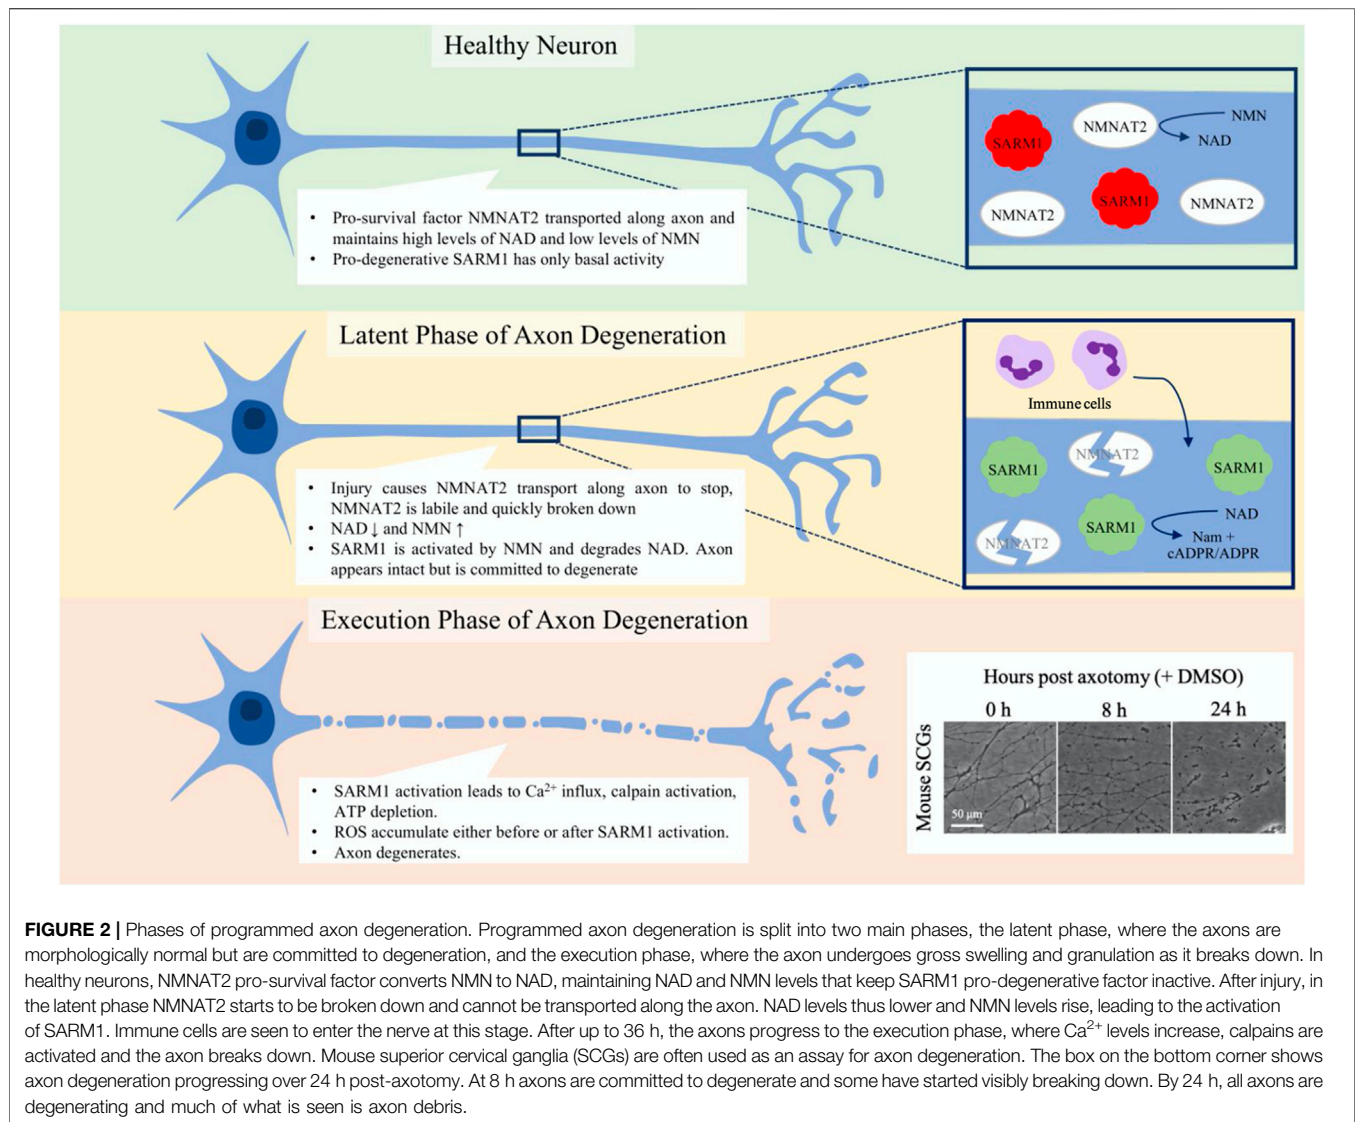 Healthy Neuron
• Pro-survival factor NMNAT2 transported along axon and
maintains high levels of NAD and low levels of NMN
• Pro-degenerative SARM1 has only basal activity
SARM1
NMNAT2
NMN
NAD
NMNAT2
SARM1
NMNAT2
Latent Phase of Axon Degeneration
• Injury causes NMNAT2 transport along axon to stop,
NMNAT2 is labile and quickly broken down
• NAD ↓ and NMN ↑
• SARM1 is activated by NMN and degrades NAD. Axon
appears intact but is committed to degenerate
Immune cells
SARM1
NMNAT2
SARM1
NMNAT2
SARM1
NAD
Nam +
cADPR/ADPR
Execution Phase of Axon Degeneration
• SARM1 activation leads to Ca²⁺ influx, calpain activation,
ATP depletion.
• ROS accumulate either before or after SARM1 activation.
• Axon degenerates.
Hours post axotomy (+ DMSO)
0 h 8 h 24 h
Mouse SCGs
50 μm
FIGURE 2 | Phases of programmed axon degeneration. Programmed axon degeneration is split into two main phases, the latent phase, where the axons are
morphologically normal but are committed to degeneration, and the execution phase, where the axon undergoes gross swelling and granulation as it breaks down. In
healthy neurons, NMNAT2 pro-survival factor converts NMN to NAD, maintaining NAD and NMN levels that keep SARM1 pro-degenerative factor inactive. After injury, in
the latent phase NMNAT2 starts to be broken down and cannot be transported along the axon. NAD levels thus lower and NMN levels rise, leading to the activation
of SARM1. Immune cells are seen to enter the nerve at this stage. After up to 36 h, the axons progress to the execution phase, where Ca²⁺ levels increase, calpains are
activated and the axon breaks down. Mouse superior cervical ganglia (SCGs) are often used as an assay for axon degeneration. The box on the bottom corner shows
axon degeneration progressing over 24 h post-axotomy. At 8 h axons are committed to degenerate and some have started visibly breaking down. By 24 h, all axons are
degenerating and much of what is seen is axon debris.